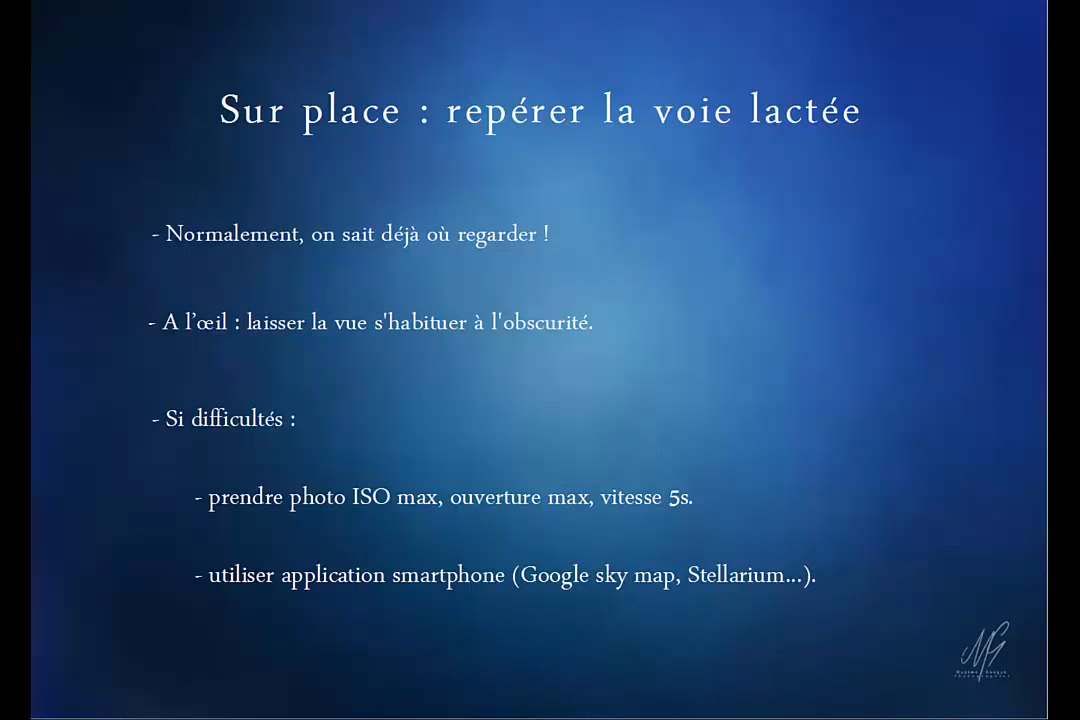 Sur place : repérer la voie lactée
- Normalement, on sait déjà où regarder !
- A l’œil : laisser la vue s'habituer à l'obscurité.
- Si difficultés :
- prendre photo ISO max, ouverture max, vitesse 5s.
- utiliser application smartphone (Google sky map, Stellarium...).